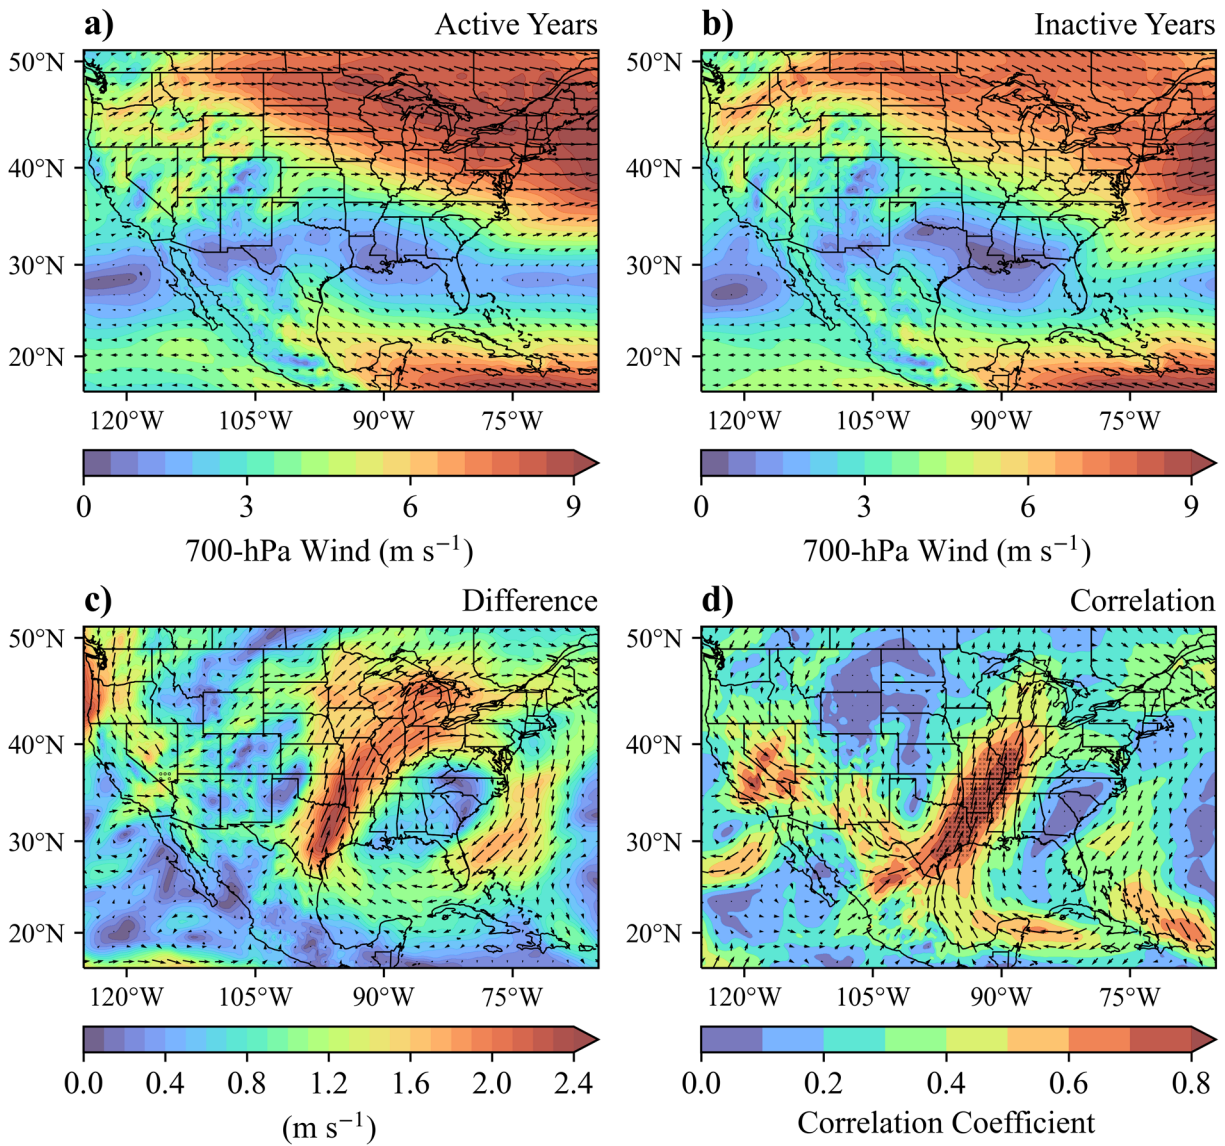 a) Active Years
b) Inactive Years
50°N
40°N
30°N
20°N
120°W 105°W 90°W 75°W
50°N
40°N
30°N
20°N
120°W 105°W 90°W 75°W
0 3 6 9
700-hPa Wind (m s⁻¹)
0 3 6 9
700-hPa Wind (m s⁻¹)
c) Difference
d) Correlation
50°N
40°N
30°N
20°N
120°W 105°W 90°W 75°W
50°N
40°N
30°N
20°N
120°W 105°W 90°W 75°W
0.0 0.4 0.8 1.2 1.6 2.0 2.4
(m s⁻¹)
0.0 0.2 0.4 0.6 0.8
Correlation Coefficient